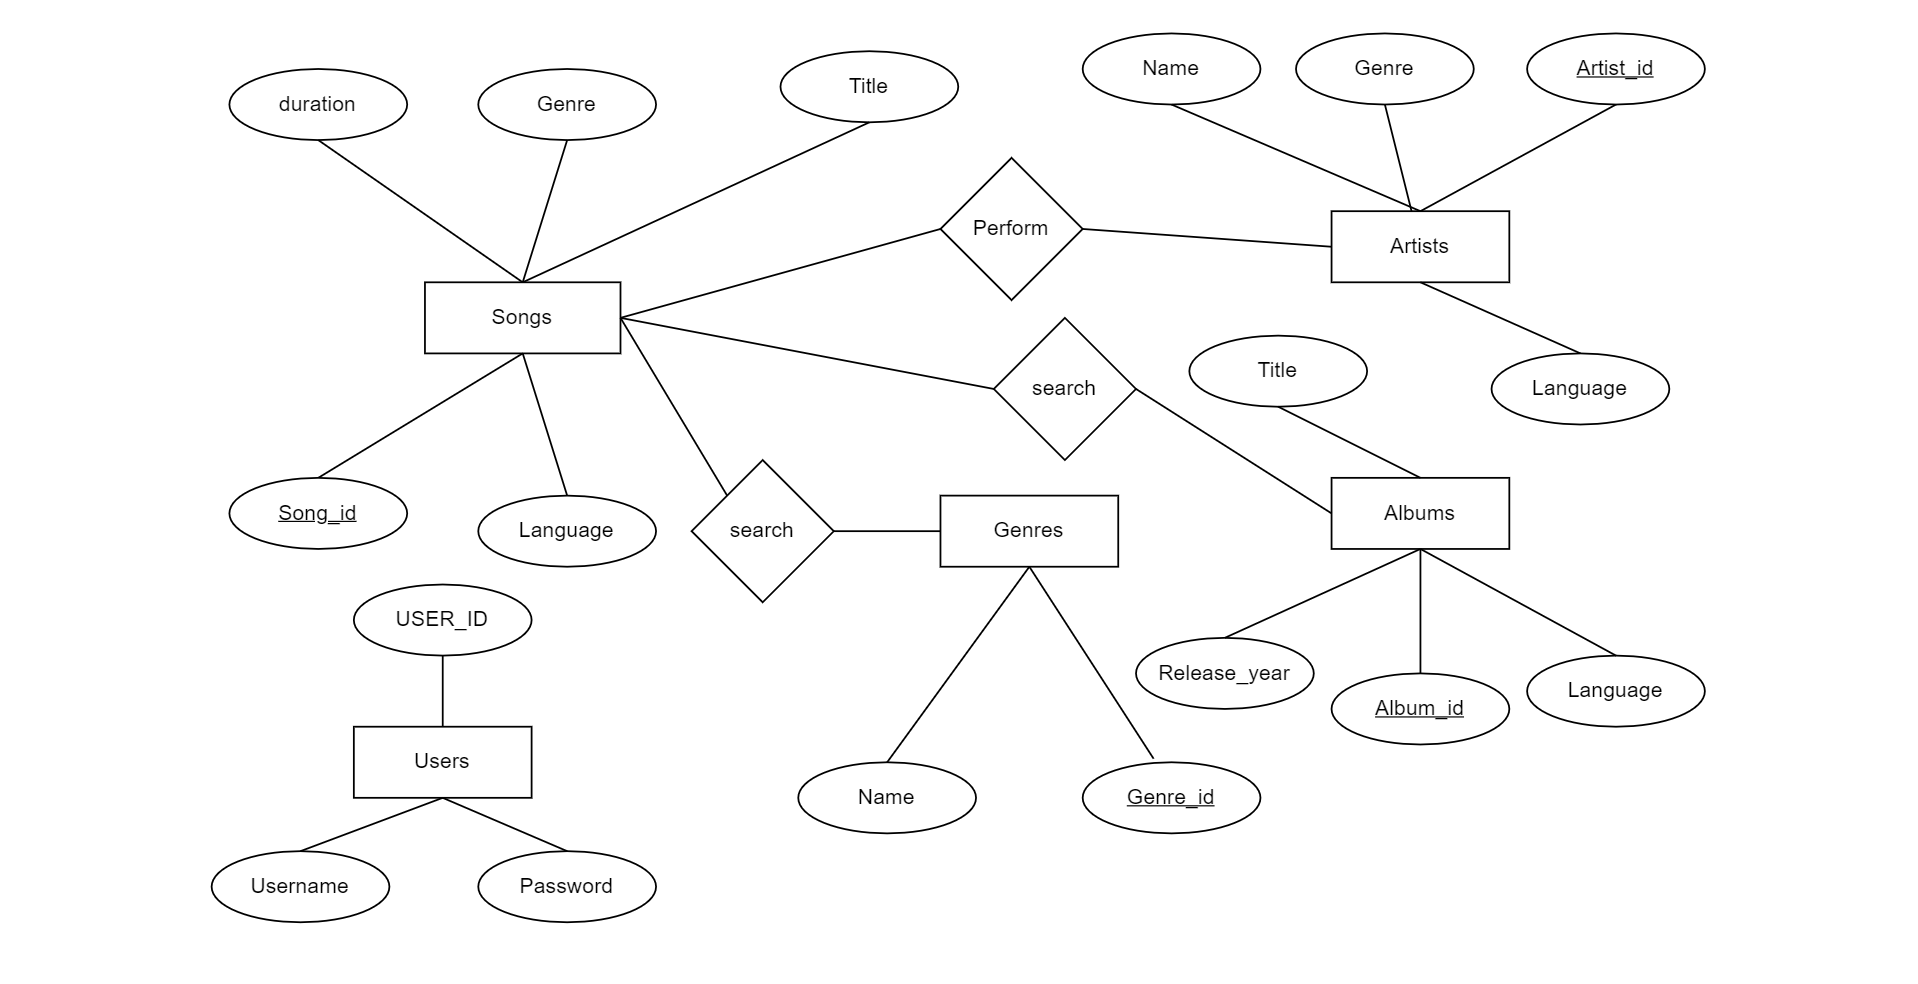 Name
Genre
Artist_id
Title
duration
Genre
Perform
Artists
Songs
Title
search
Language
Song_id
Language
search
Genres
Albums
USER_ID
Release_year
Album_id
Language
Users
Name
Genre_id
Username
Password